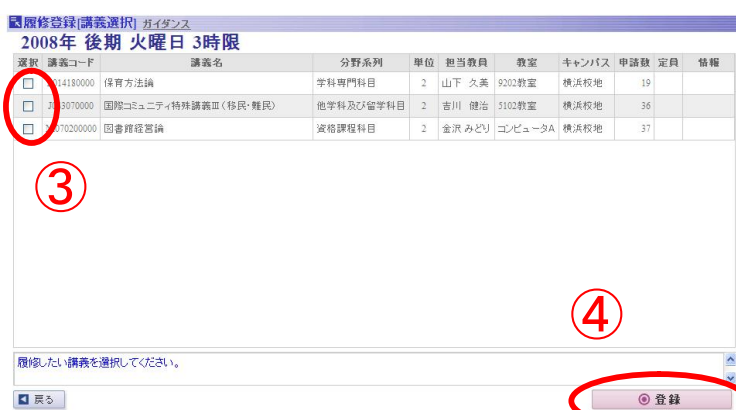 履修登録[講義選択] ガイダンス
2008年 後期 火曜日 3時限
選択 講義コード 講義名 分野系列 単位 担当教員 教室 キャンパス 申請数 定員 情報
014180000 保育方法論 学科専門科目 2 山下 久美 9202教室 横浜校地 19
3070000 国際コミュニティ特殊講義Ⅲ(移民・難民) 他学科及び留学科目 2 吉川 健治 5102教室 横浜校地 36
070200000 図書館経営論 資格課程科目 2 金沢 みどり コンピュータA 横浜校地 37
③
④
履修したい講義を選択してください。
戻る 登録